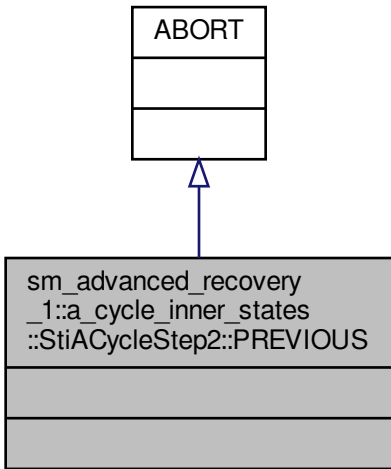 ABORT
sm_advanced_recovery
_1::a_cycle_inner_states
::StiACycleStep2::PREVIOUS